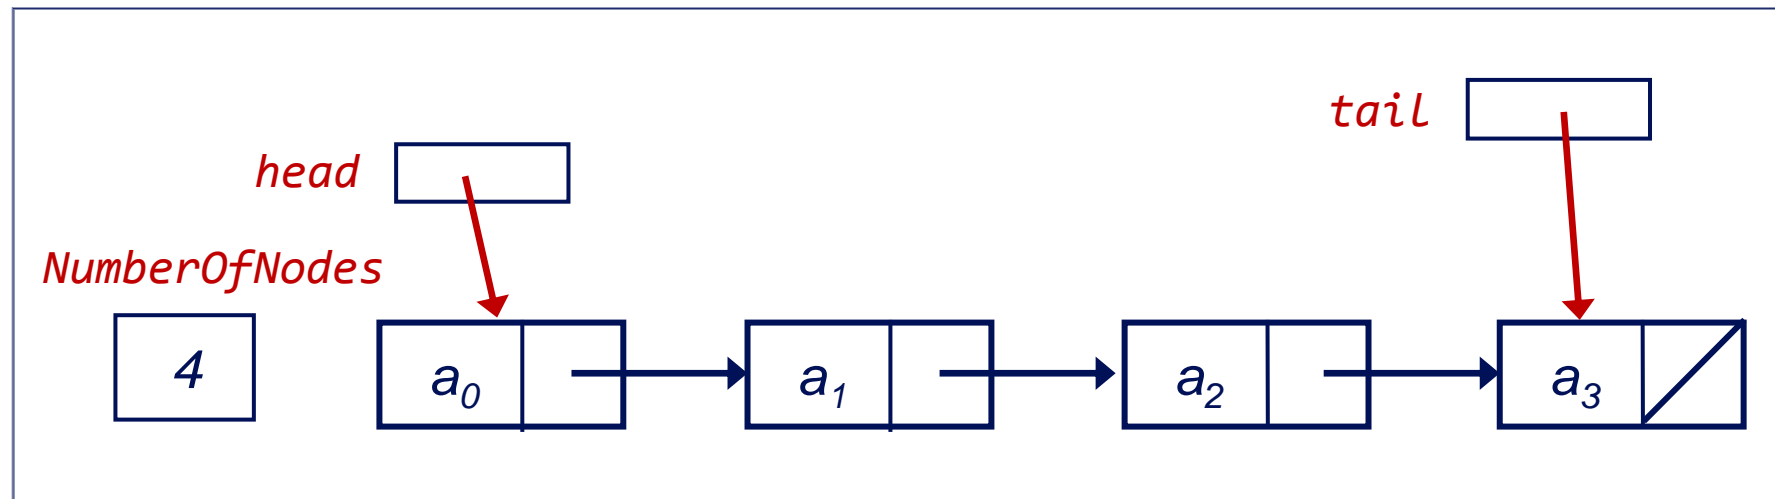 tail
head
NumberOfNodes
4
a₀
a₁
a₂
a₃